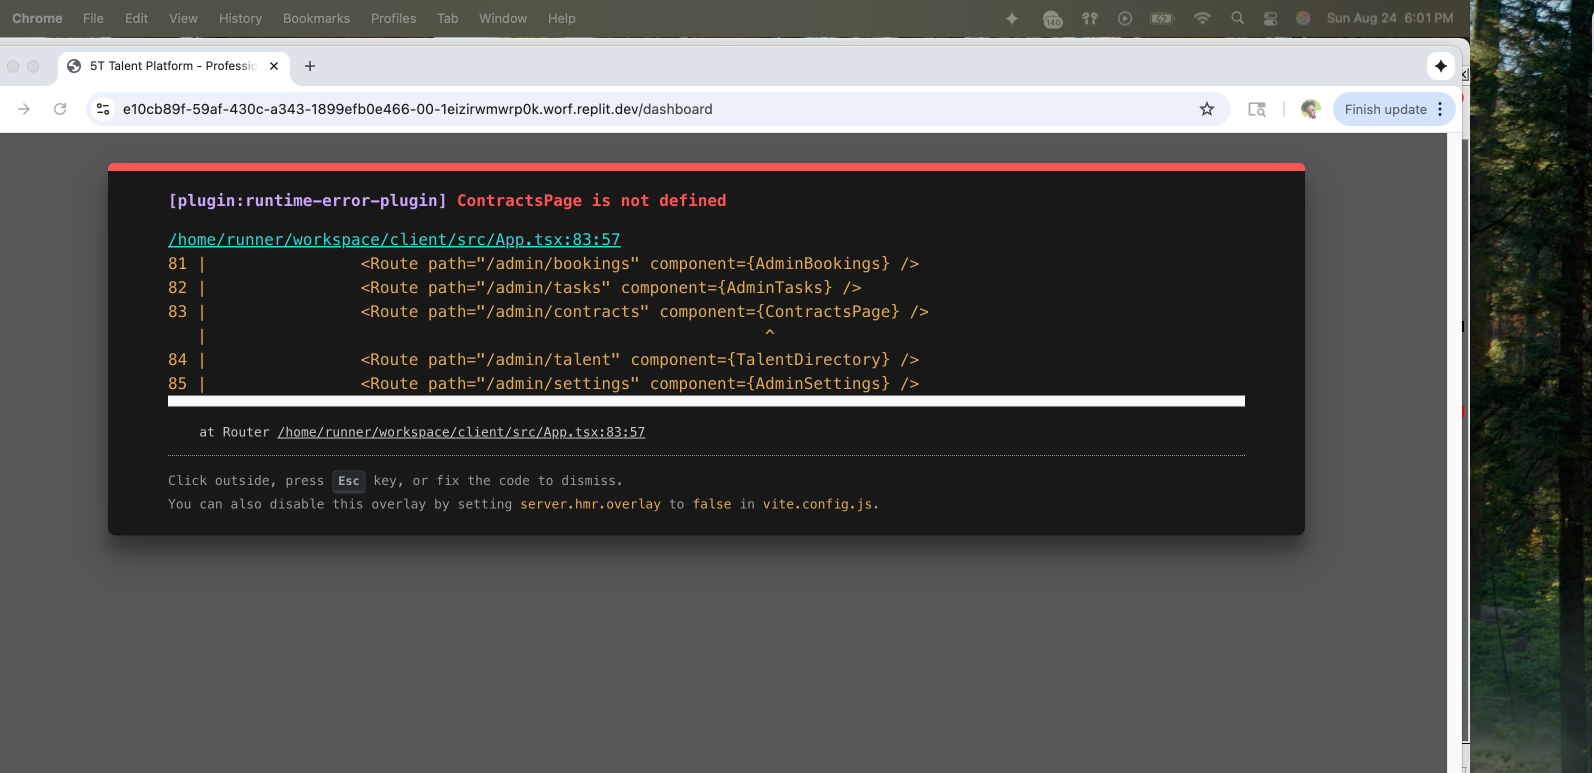 Chrome File Edit View History Bookmarks Profiles Tab Window Help 140 Sun Aug 24 6:01 PM
5T Talent Platform - Professio
e10cb89f-59af-430c-a343-1899efb0e466-00-1eizirwmwrp0k.worf.replit.dev/dashboard Finish update
[plugin:runtime-error-plugin] ContractsPage is not defined
/home/runner/workspace/client/src/App.tsx:83:57
81 | <Route path="/admin/bookings" component={AdminBookings} />
82 | <Route path="/admin/tasks" component={AdminTasks} />
83 | <Route path="/admin/contracts" component={ContractsPage} />
| ^
84 | <Route path="/admin/talent" component={TalentDirectory} />
85 | <Route path="/admin/settings" component={AdminSettings} />
at Router /home/runner/workspace/client/src/App.tsx:83:57
Click outside, press Esc key, or fix the code to dismiss.
You can also disable this overlay by setting server.hmr.overlay to false in vite.config.js.